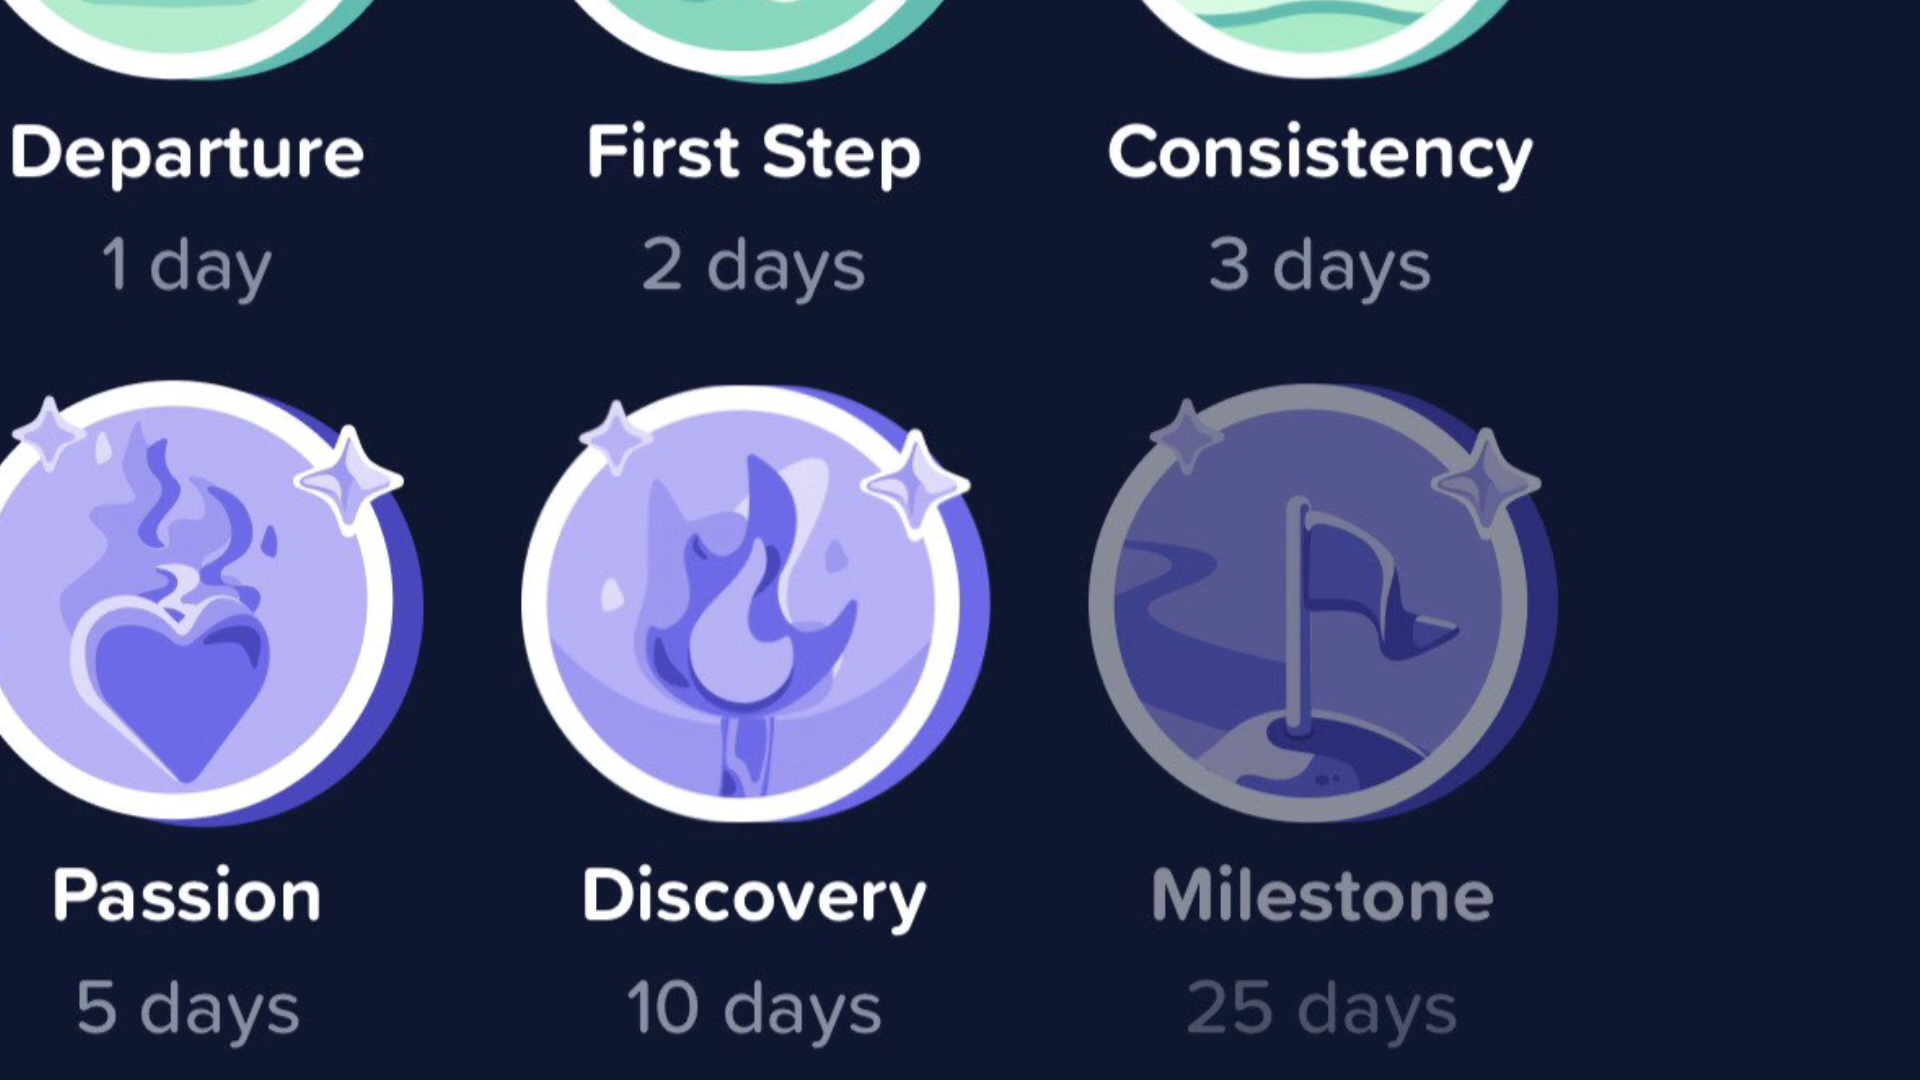 Departure
First Step
Consistency
1 day
2 days
3 days
Passion
Discovery
Milestone
5 days
10 days
25 days